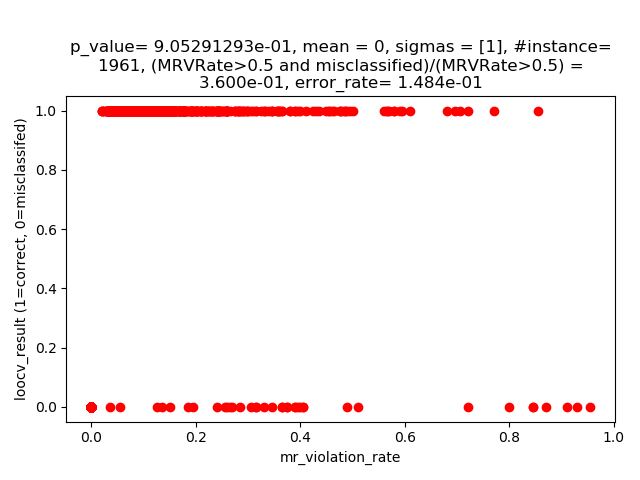 p_value= 9.05291293e-01, mean = 0, sigmas = [1], #instance=
1961, (MRVRate>0.5 and misclassified)/(MRVRate>0.5) =
3.600e-01, error_rate= 1.484e-01
1.0
0.8
0.6
0.4
0.2
0.0
loocv_result (1=correct, 0=misclassifed)
0.0 0.2 0.4 0.6 0.8 1.0
mr_violation_rate